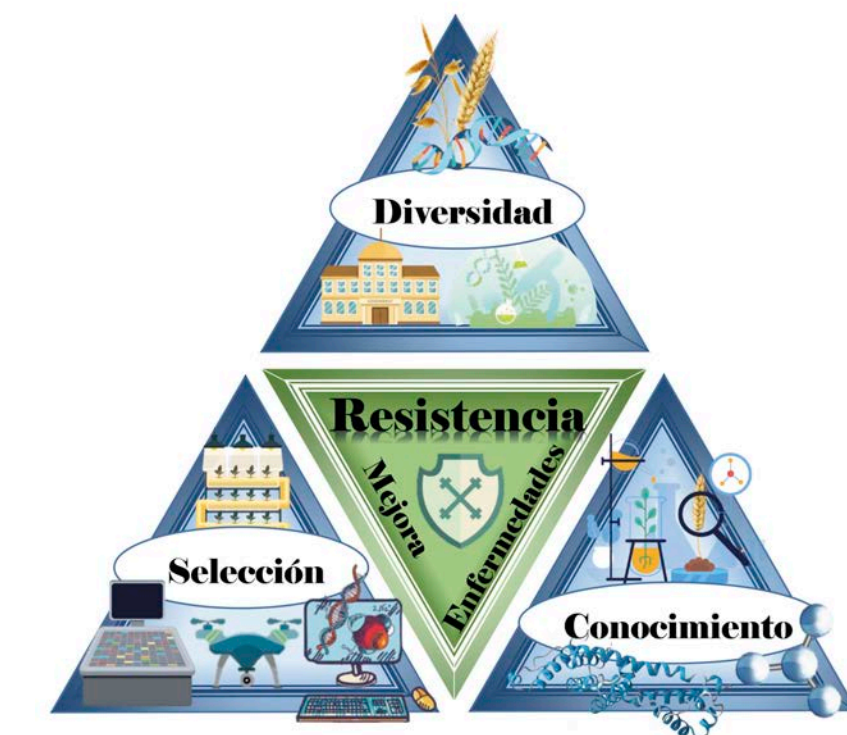 Diversidad
Resistencia
Mejora
Enfermedades
Selección
Conocimiento